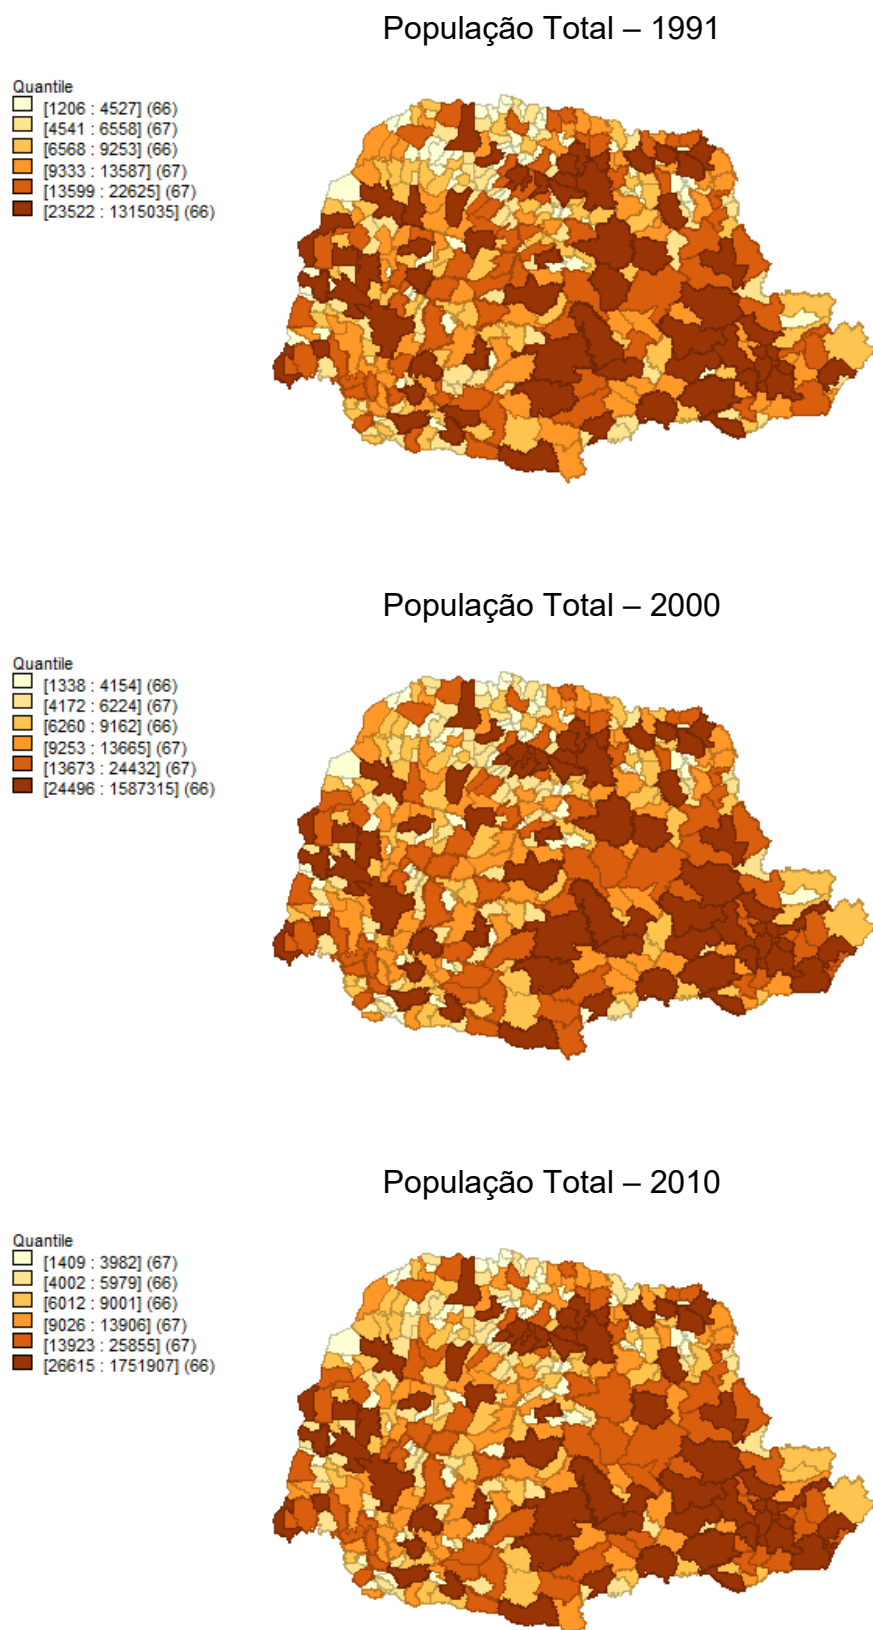 População Total – 1991
Quantile
[1206 : 4527] (66)
[4541 : 6558] (67)
[6568 : 9253] (66)
[9333 : 13587] (67)
[13599 : 22625] (67)
[23522 : 1315035] (66)
População Total – 2000
Quantile
[1338 : 4154] (66)
[4172 : 6224] (67)
[6260 : 9162] (66)
[9253 : 13665] (67)
[13673 : 24432] (67)
[24496 : 1587315] (66)
População Total – 2010
Quantile
[1409 : 3982] (67)
[4002 : 5979] (66)
[6012 : 9001] (66)
[9026 : 13906] (67)
[13923 : 25855] (67)
[26615 : 1751907] (66)